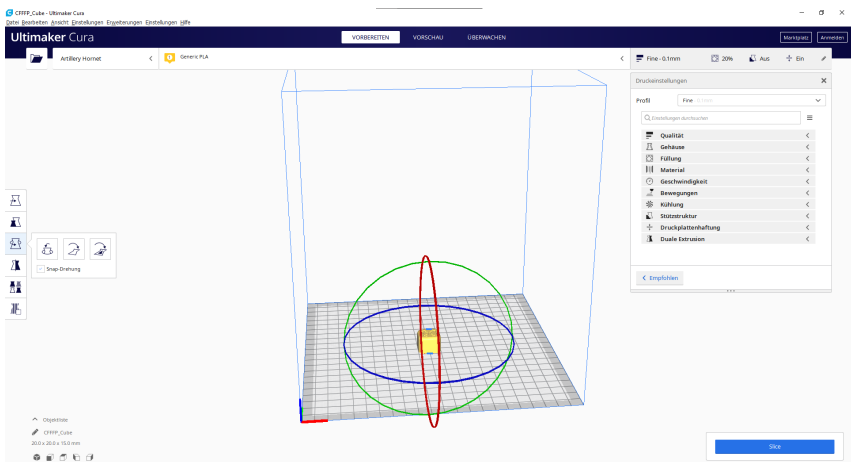 CFFFP_Cube - Ultimaker Cura
Datei Bearbeiten Ansicht Einstellungen Erweiterungen Einstellungen Hilfe
Ultimaker Cura
VORBEREITEN
VORSCHAU
ÜBERWACHEN
Marktplatz
Anmelden
Artillery Hornet
Generic PLA
Fine - 0.1mm
20%
Aus
Ein
Druckeinstellungen
Profil
Fine
Einstellungen durchsuchen
Qualität
Gehäuse
Füllung
Material
Geschwindigkeit
Bewegungen
Kühlung
Stützstruktur
Druckplattenhaftung
Duale Extrusion
Empfohlen
Snap-Drehung
Objektliste
CFFFP_Cube
20.0 x 20.0 x 15.0 mm
Slice